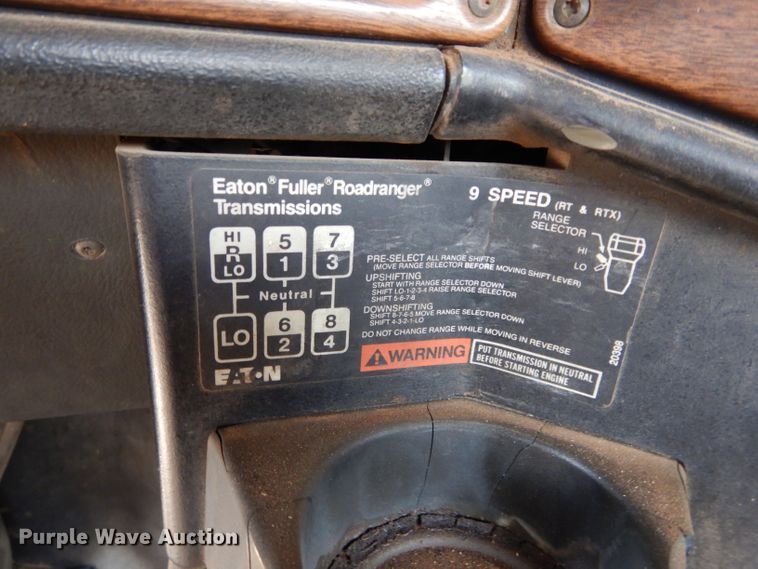 Eaton® Fuller® Roadranger®
Transmissions
9 SPEED (RT & RTX)
RANGE
SELECTOR
HI
LO
HI
R
LO
5
1
7
3
Neutral
LO
6
2
8
4
PRE-SELECT ALL RANGE SHIFTS
(MOVE RANGE SELECTOR BEFORE MOVING SHIFT LEVER)
UPSHIFTING
START WITH RANGE SELECTOR DOWN
SHIFT LO-1-2-3-4 RAISE RANGE SELECTOR
SHIFT 5-6-7-8
DOWNSHIFTING
SHIFT 8-7-6-5 MOVE RANGE SELECTOR DOWN
SHIFT 4-3-2-1-LO
DO NOT CHANGE RANGE WHILE MOVING IN REVERSE
WARNING
PUT TRANSMISSION IN NEUTRAL
BEFORE STARTING ENGINE
20398
EATON
Purple Wave Auction